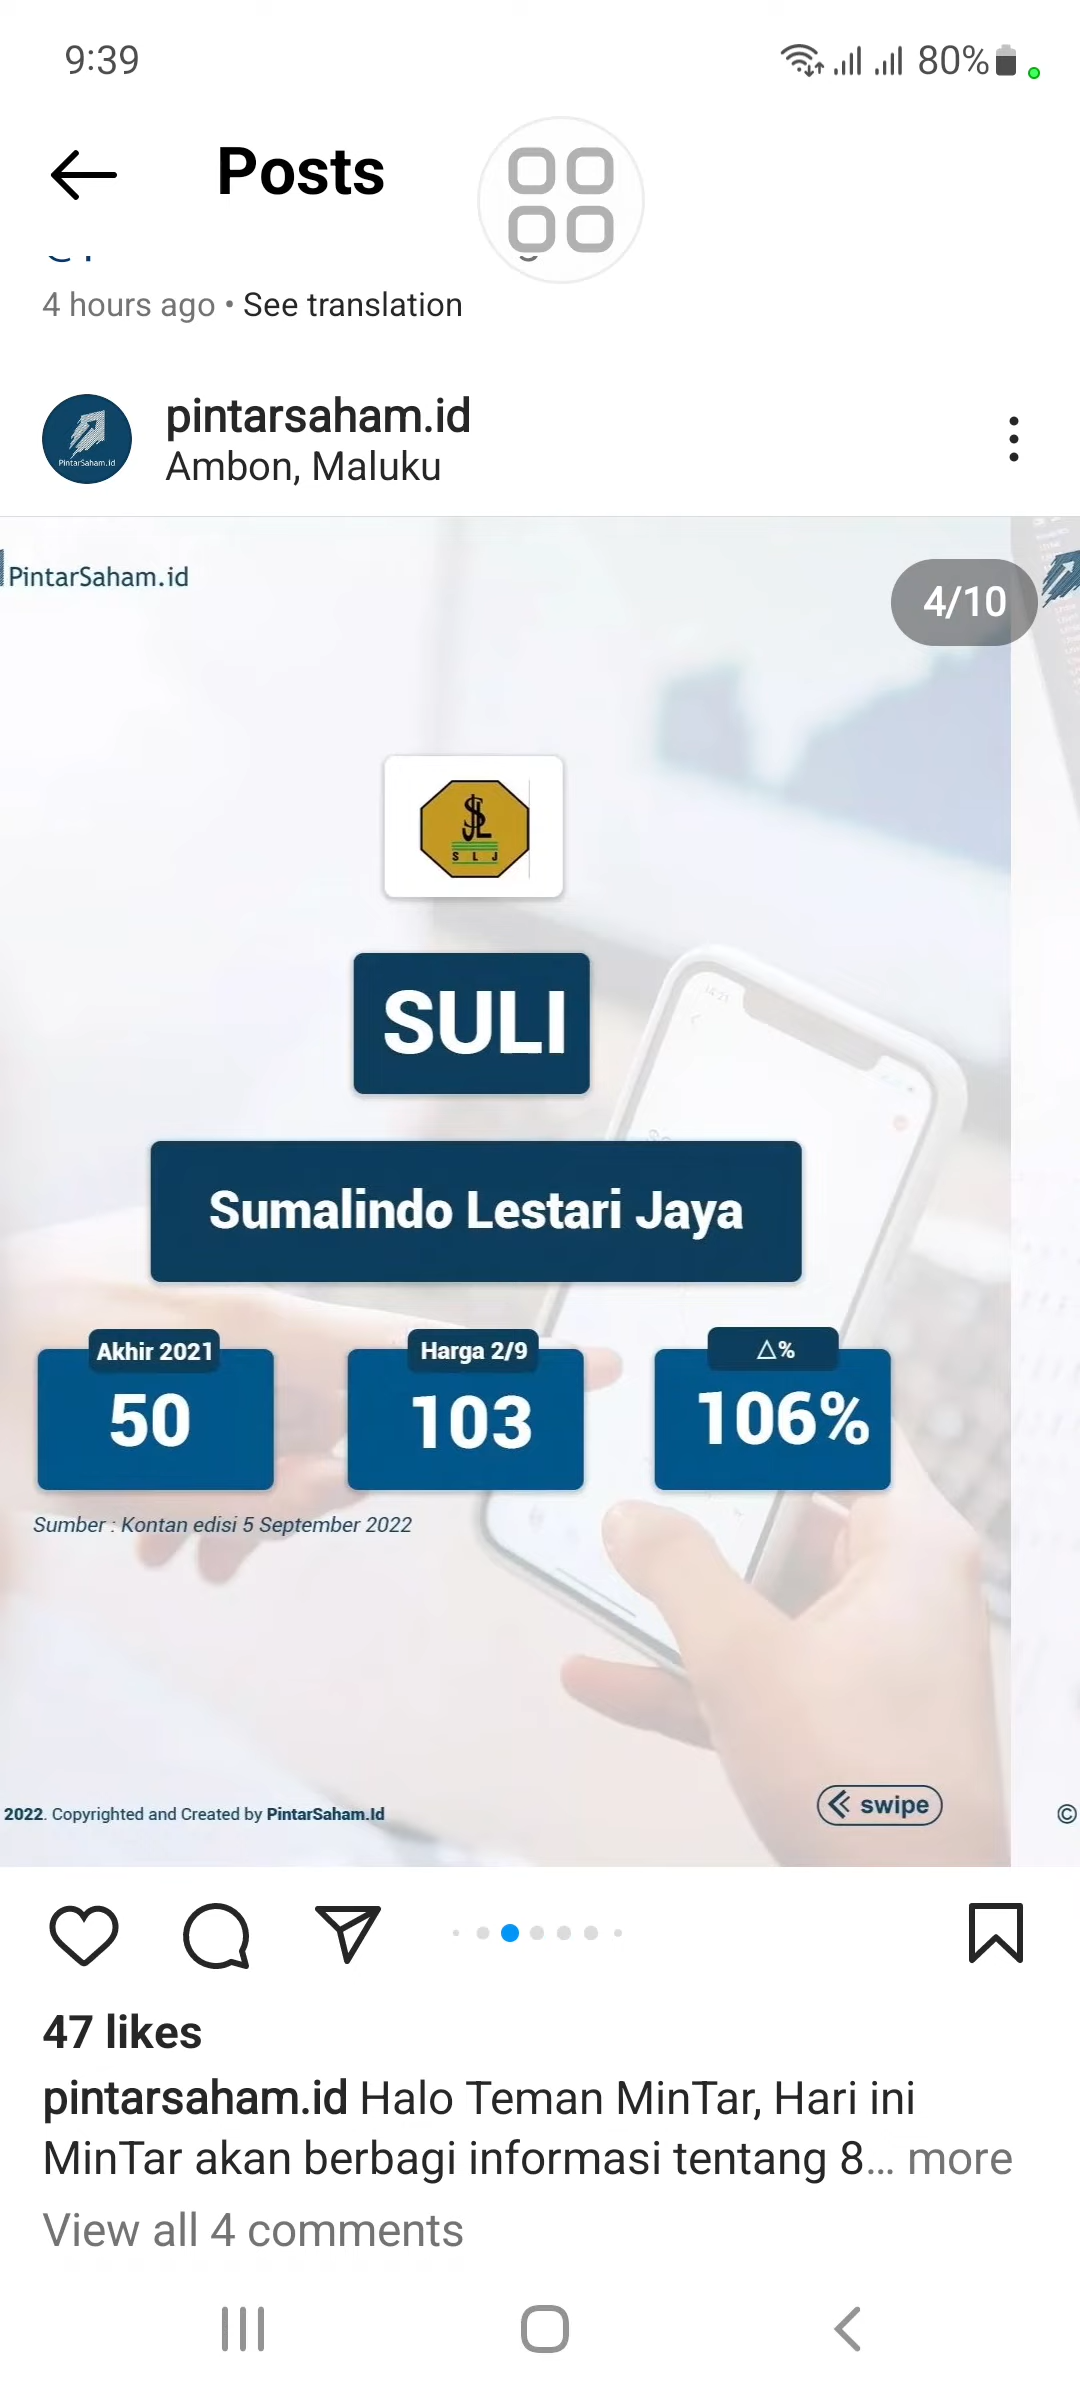 9:39
80%
Posts
4 hours ago • See translation
PintarSaham.id
pintarsaham.id
Ambon, Maluku
PintarSaham.id
4/10
S L J
SULI
Sumalindo Lestari Jaya
Akhir 2021
50
Harga 2/9
103
△%
106%
Sumber : Kontan edisi 5 September 2022
2022. Copyrighted and Created by PintarSaham.Id
swipe
©
47 likes
pintarsaham.id Halo Teman MinTar, Hari ini
MinTar akan berbagi informasi tentang 8... more
View all 4 comments